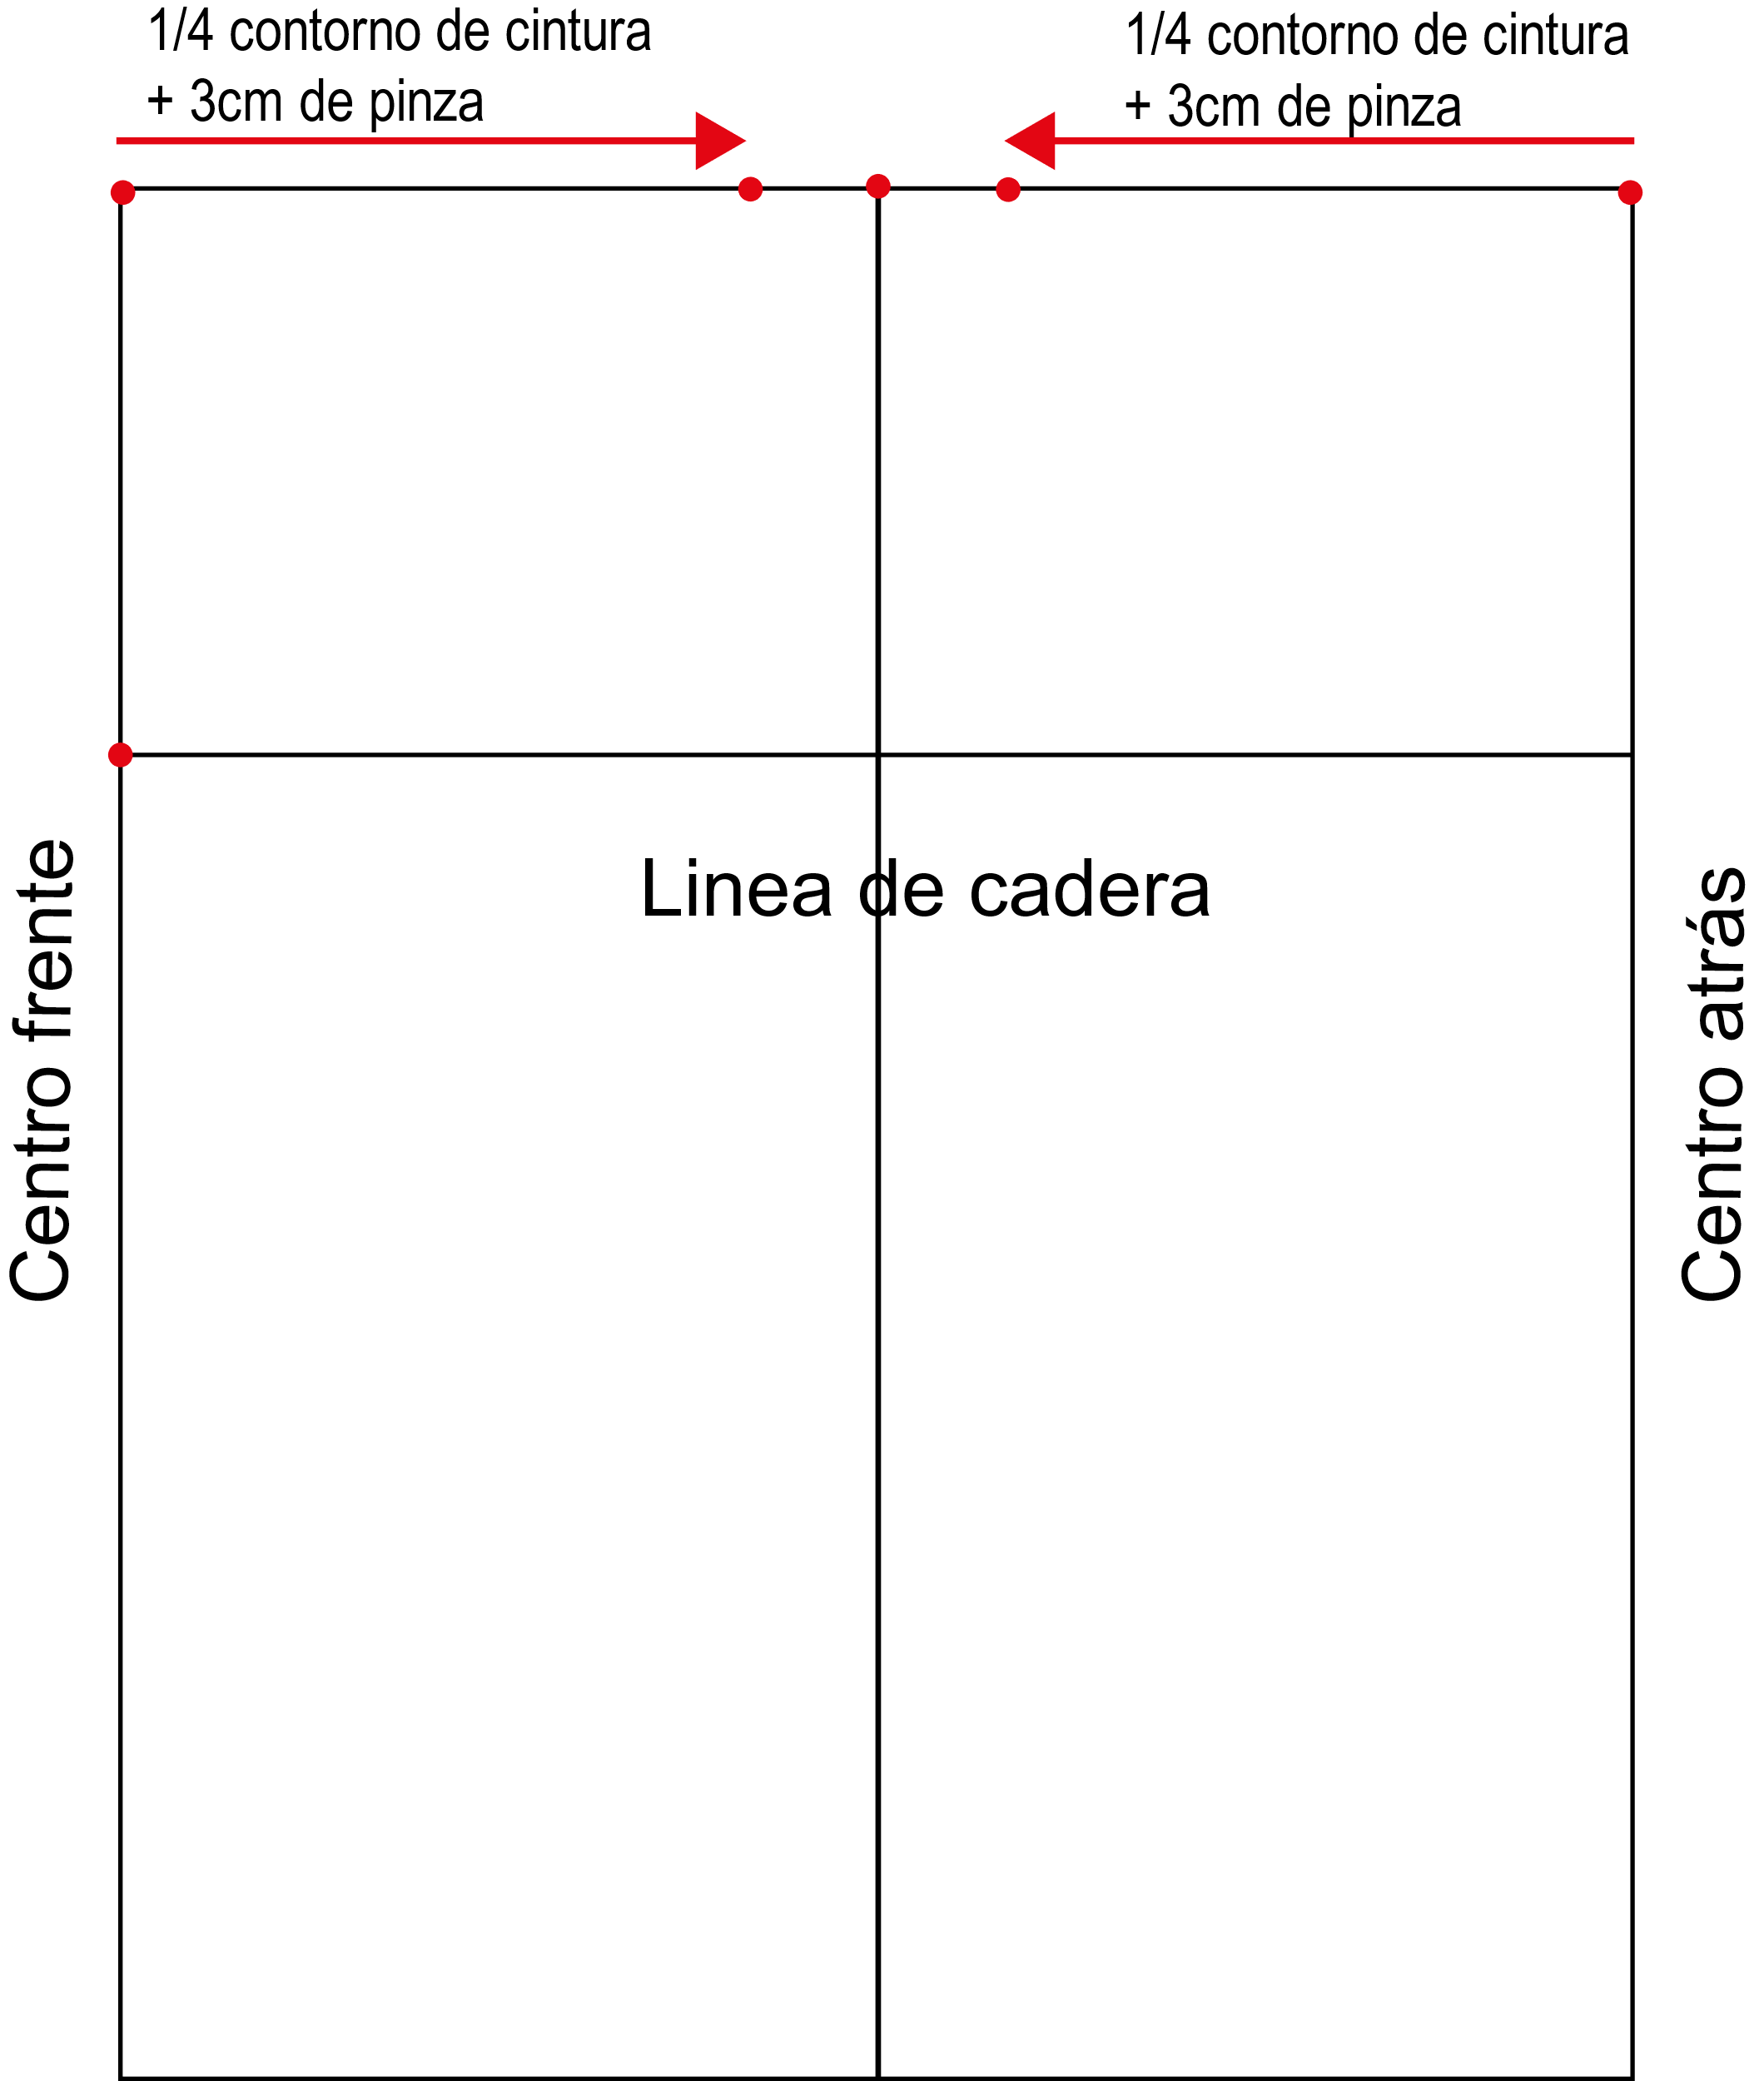 1/4 contorno de cintura
+ 3cm de pinza
1/4 contorno de cintura
+ 3cm de pinza
Linea de cadera
Centro frente
Centro atrás